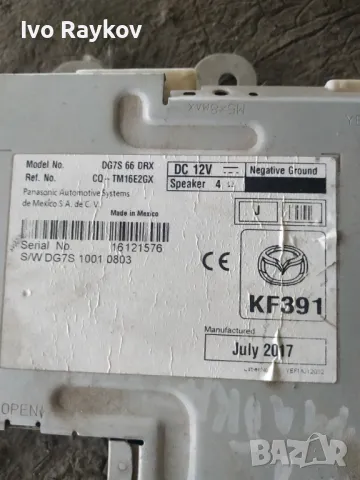 Ivo Raykov
M5x8MAX
Model No. DG7S 66 DRX
Ref. No. CQ-TM16E2GX
DC 12V Negative Ground
Speaker 4
Panasonic Automotive Systems
de Mexico S.A. de C.V.
Made in Mexico
J
Serial No. 16121576
S/W DG7S 1001 0803
CE
KF391
Manufactured
July 2017
OPEN
BAZAR